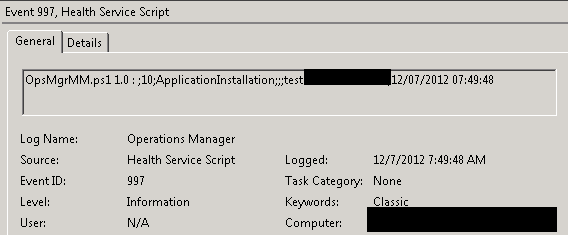 Event 997, Health Service Script
General Details
OpsMgrMM.ps1 1.0 : ;10;ApplicationInstallation;;;test 12/07/2012 07:49:48
Log Name: Operations Manager
Source: Health Service Script Logged: 12/7/2012 7:49:48 AM
Event ID: 997 Task Category: None
Level: Information Keywords: Classic
User: N/A Computer: